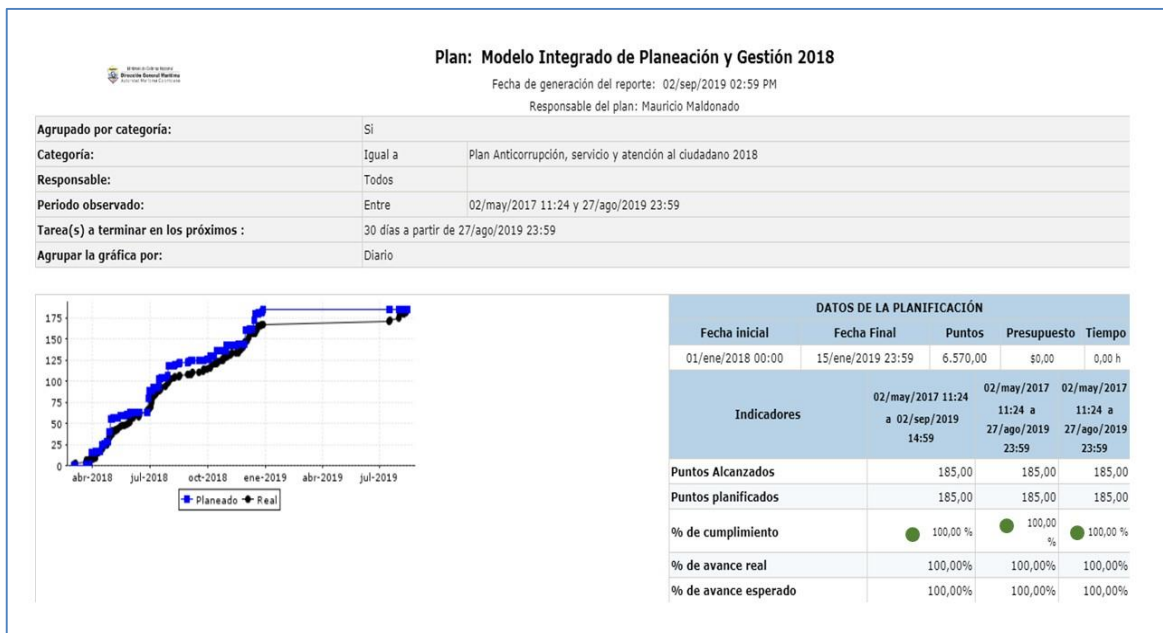 Dirección General Marítima
Plan: Modelo Integrado de Planeación y Gestión 2018
Fecha de generación del reporte: 02/sep/2019 02:59 PM
Responsable del plan: Mauricio Maldonado
Agrupado por categoría: Si
Categoría: Igual a Plan Anticorrupción, servicio y atención al ciudadano 2018
Responsable: Todos
Periodo observado: Entre 02/may/2017 11:24 y 27/ago/2019 23:59
Tarea(s) a terminar en los próximos : 30 días a partir de 27/ago/2019 23:59
Agrupar la gráfica por: Diario
175
150
125
100
75
50
25
0
abr-2018 jul-2018 oct-2018 ene-2019 abr-2019 jul-2019
Planeado Real
DATOS DE LA PLANIFICACIÓN
Fecha inicial Fecha Final Puntos Presupuesto Tiempo
01/ene/2018 00:00 15/ene/2019 23:59 6.570,00 $0,00 0,00 h
Indicadores
02/may/2017 11:24
a 02/sep/2019
14:59
02/may/2017
11:24 a
27/ago/2019
23:59
02/may/2017
11:24 a
27/ago/2019
23:59
Puntos Alcanzados 185,00 185,00 185,00
Puntos planificados 185,00 185,00 185,00
% de cumplimiento 100,00 % 100,00 % 100,00 %
% de avance real 100,00% 100,00% 100,00%
% de avance esperado 100,00% 100,00% 100,00%